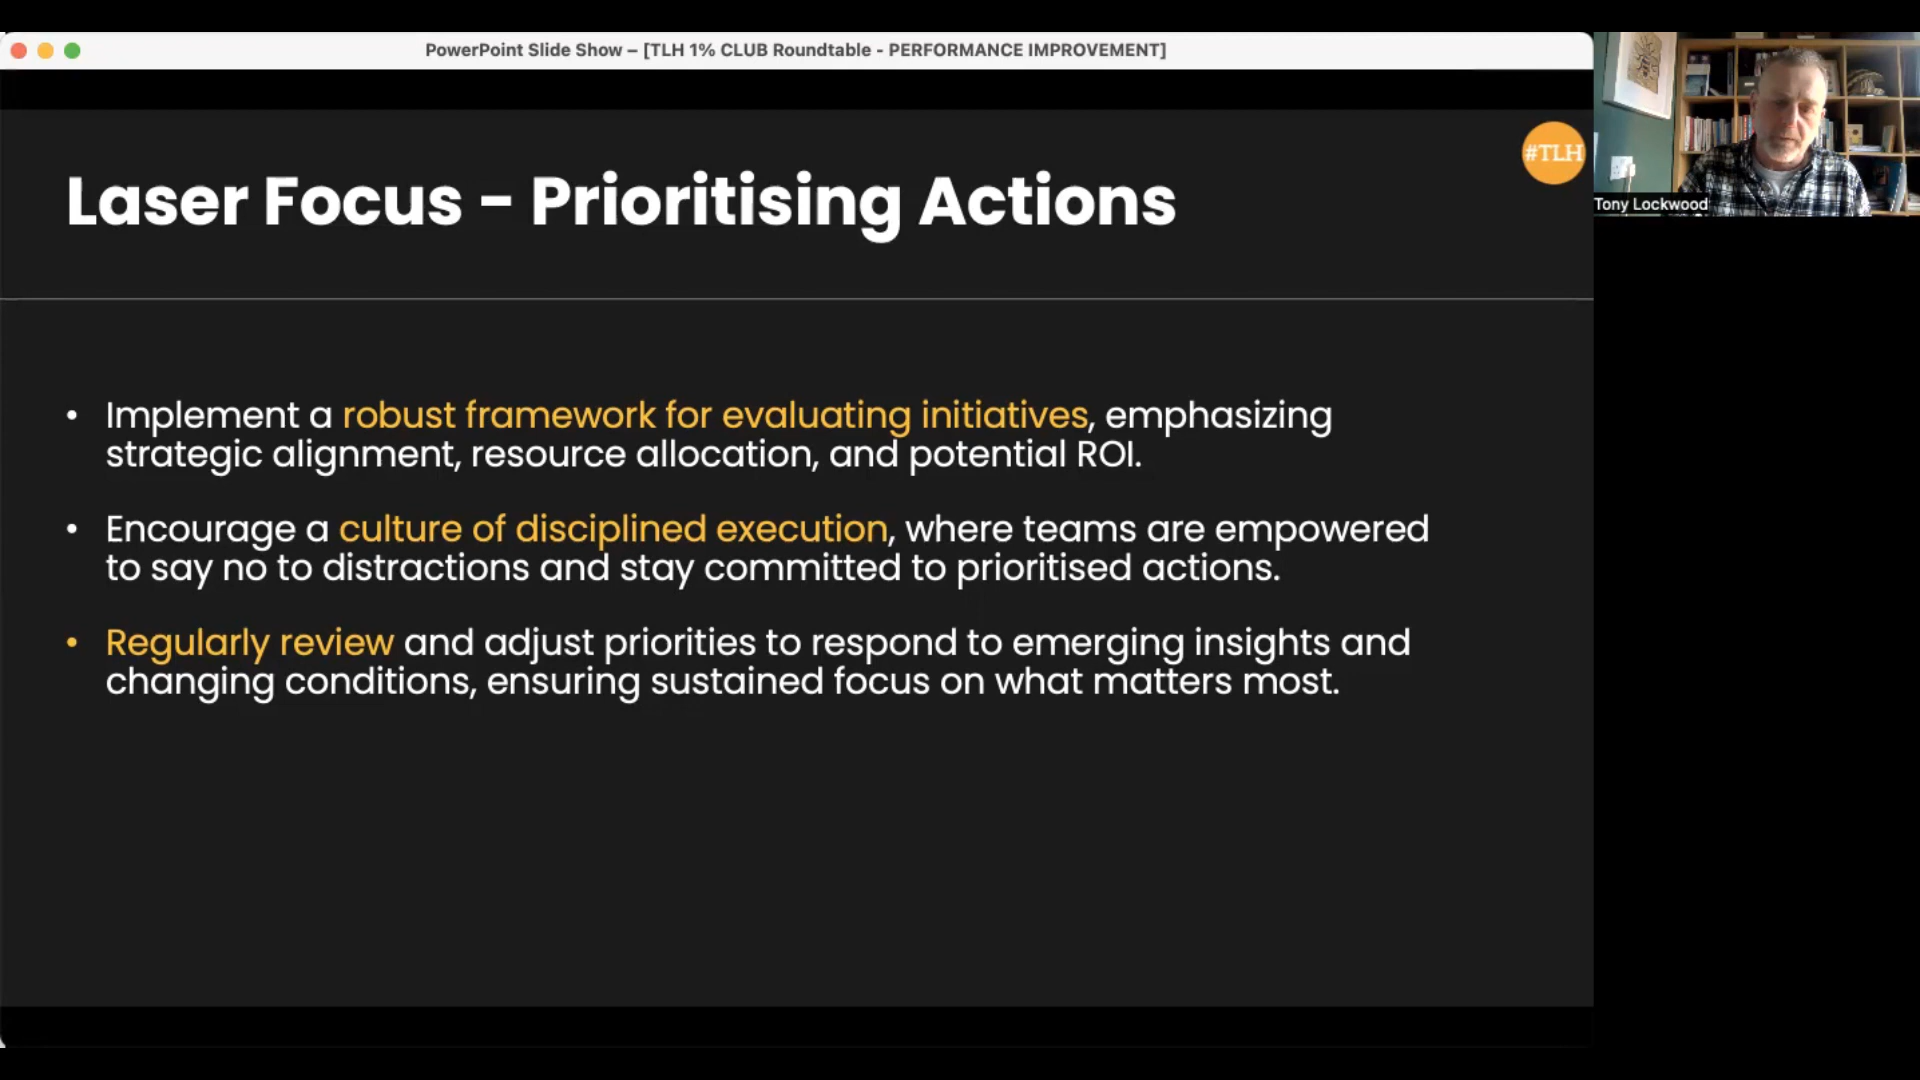 PowerPoint Slide Show – [TLH 1% CLUB Roundtable - PERFORMANCE IMPROVEMENT]
#TLH
Tony Lockwood
Laser Focus - Prioritising Actions
• Implement a robust framework for evaluating initiatives, emphasizing
strategic alignment, resource allocation, and potential ROI.
• Encourage a culture of disciplined execution, where teams are empowered
to say no to distractions and stay committed to prioritised actions.
• Regularly review and adjust priorities to respond to emerging insights and
changing conditions, ensuring sustained focus on what matters most.